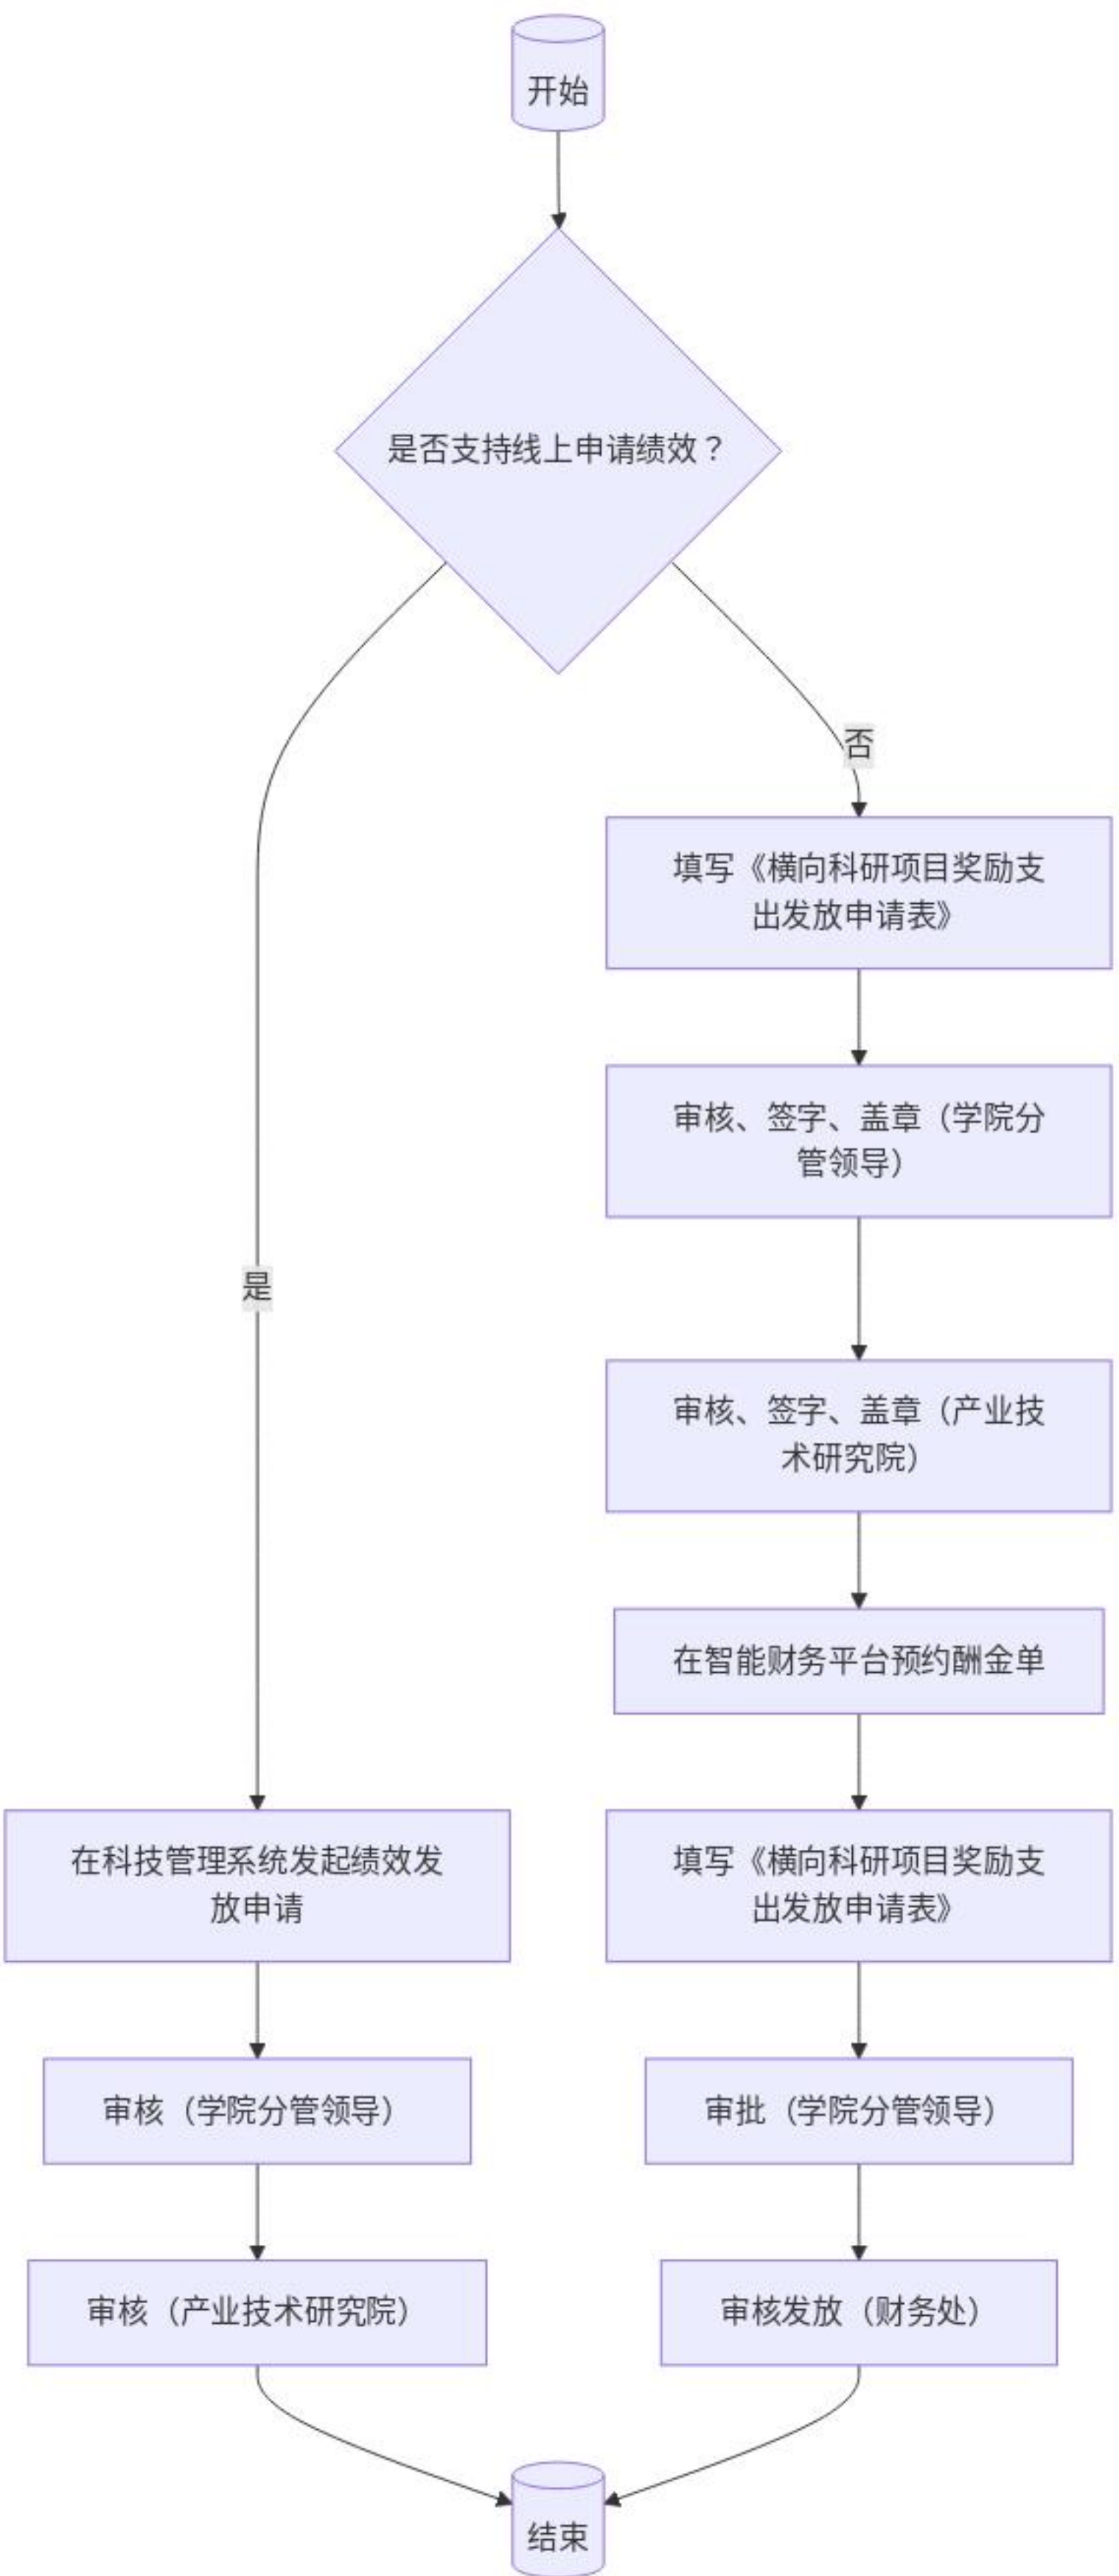 开始
是否支持线上申请绩效？
否
填写《横向科研项目奖励支
出发放申请表》
审核、签字、盖章（学院分
管领导）
是
审核、签字、盖章（产业技
术研究院）
在智能财务平台预约酬金单
在科技管理系统发起绩效发
放申请
填写《横向科研项目奖励支
出发放申请表》
审核（学院分管领导）
审批（学院分管领导）
审核（产业技术研究院）
审核发放（财务处）
结束